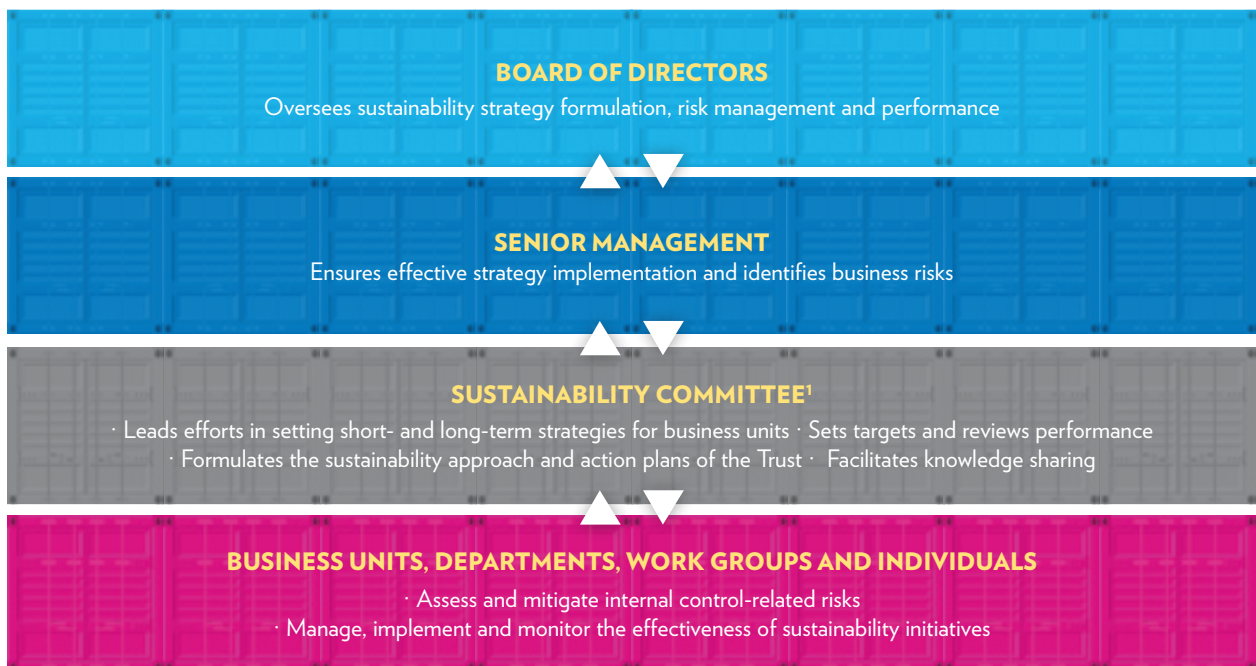 BOARD OF DIRECTORS
Oversees sustainability strategy formulation, risk management and performance
SENIOR MANAGEMENT
Ensures effective strategy implementation and identifies business risks
SUSTAINABILITY COMMITTEE¹
· Leads efforts in setting short- and long-term strategies for business units · Sets targets and reviews performance
· Formulates the sustainability approach and action plans of the Trust · Facilitates knowledge sharing
BUSINESS UNITS, DEPARTMENTS, WORK GROUPS AND INDIVIDUALS
· Assess and mitigate internal control-related risks
· Manage, implement and monitor the effectiveness of sustainability initiatives